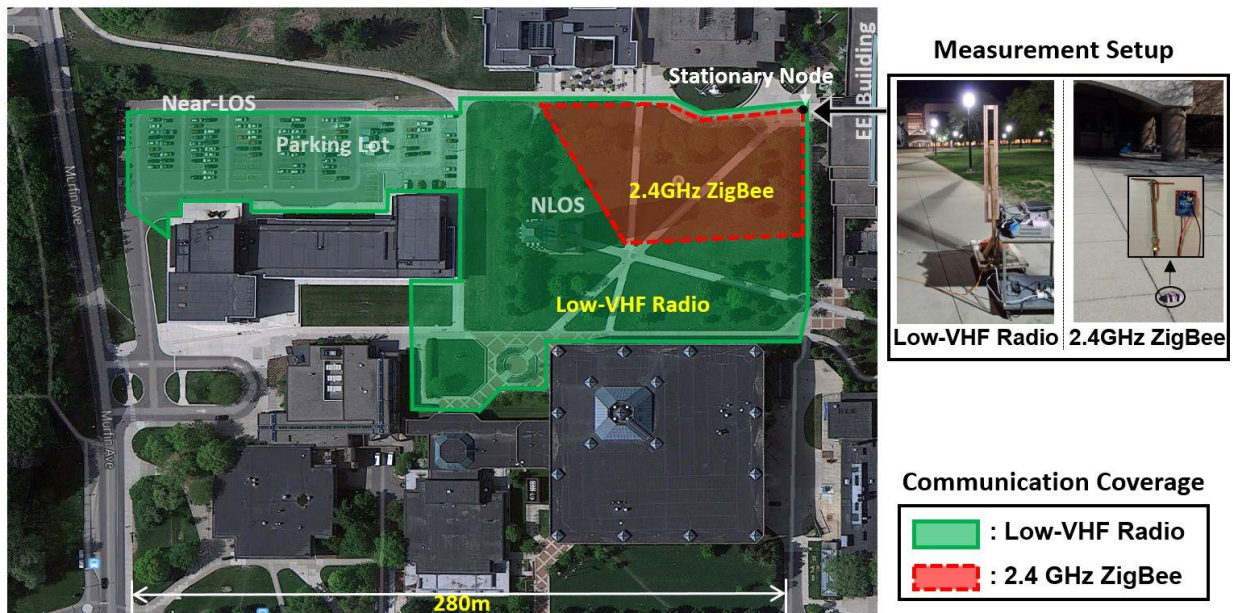 Measurement Setup
Stationary Node
EE Building
Near-LOS
Parking Lot
2.4GHz ZigBee
NLOS
Low-VHF Radio
Murfin Ave
Low-VHF Radio
2.4GHz ZigBee
Murfin Ave
Communication Coverage
: Low-VHF Radio
: 2.4 GHz ZigBee
280m